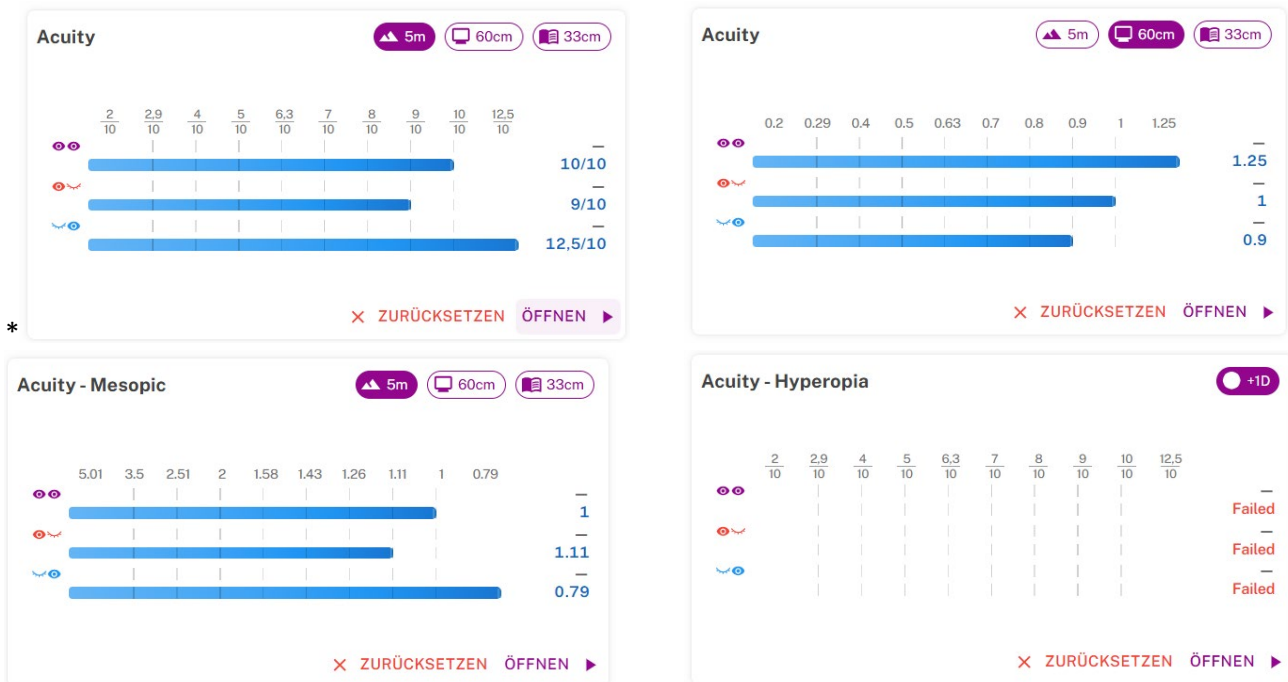 Acuity
5m
60cm
33cm
2/10 2,9/10 4/10 5/10 6,3/10 7/10 8/10 9/10 10/10 12,5/10
—
10/10
—
9/10
—
12,5/10
ZURÜCKSETZEN ÖFFNEN
*
Acuity
5m
60cm
33cm
0.2 0.29 0.4 0.5 0.63 0.7 0.8 0.9 1 1.25
—
1.25
—
1
—
0.9
ZURÜCKSETZEN ÖFFNEN
Acuity - Mesopic
5m
60cm
33cm
5.01 3.5 2.51 2 1.58 1.43 1.26 1.11 1 0.79
—
1
—
1.11
—
0.79
ZURÜCKSETZEN ÖFFNEN
Acuity - Hyperopia
+1D
2/10 2,9/10 4/10 5/10 6,3/10 7/10 8/10 9/10 10/10 12,5/10
—
Failed
—
Failed
—
Failed
ZURÜCKSETZEN ÖFFNEN